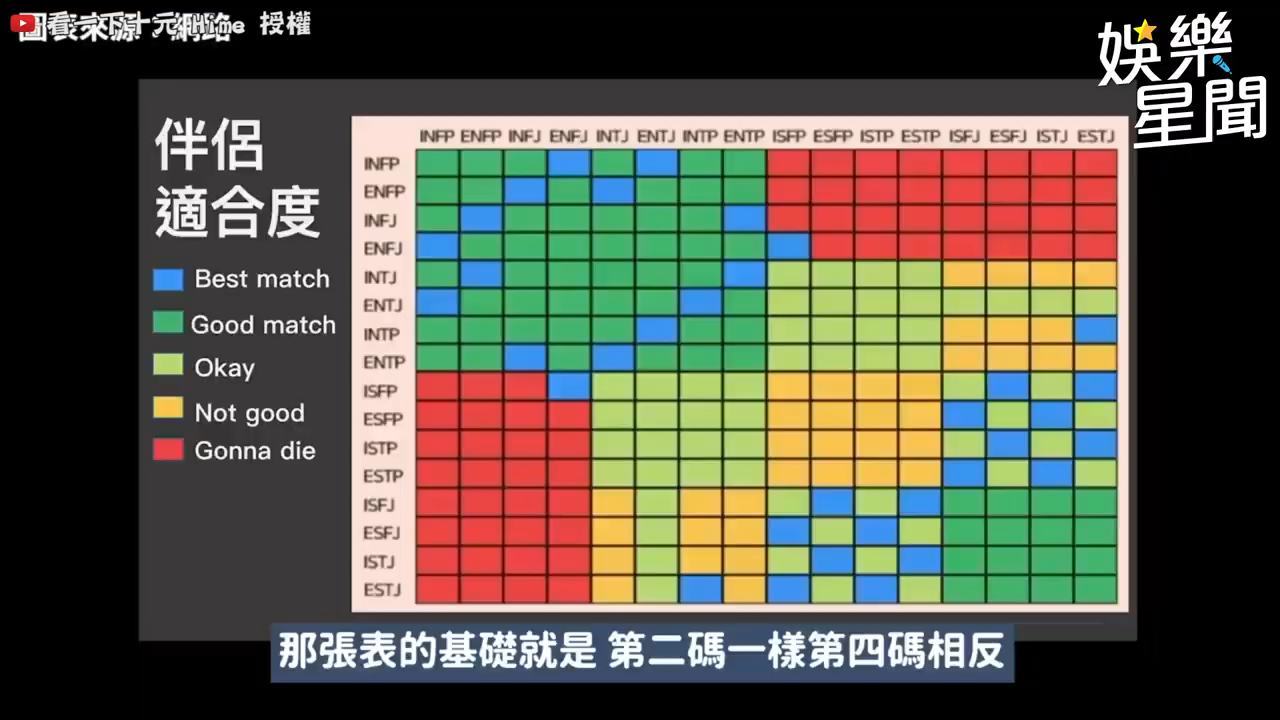 授權
娛樂
星聞
伴侶
適合度
Best match
Good match
Okay
Not good
Gonna die
INFP ENFP INFJ ENFJ INTJ ENTJ INTP ENTP ISFP ESFP ISTP ESTP ISFJ ESFJ ISTJ ESTJ
INFP
ENFP
INFJ
ENFJ
INTJ
ENTJ
INTP
ENTP
ISFP
ESFP
ISTP
ESTP
ISFJ
ESFJ
ISTJ
ESTJ
那張表的基礎就是 第二碼一樣第四碼相反